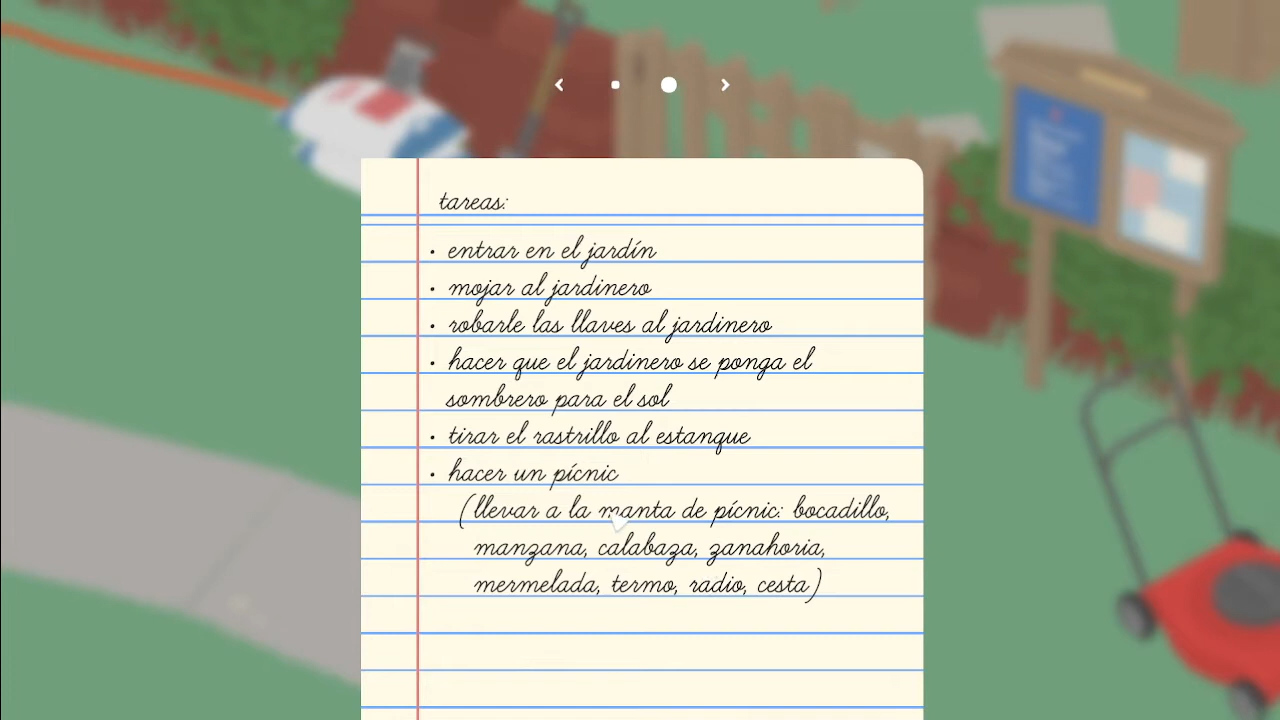 tareas:
• entrar en el jardín
• mojar al jardinero
• robarle las llaves al jardinero
• hacer que el jardinero se ponga el
sombrero para el sol
• tirar el rastrillo al estanque
• hacer un pícnic
(llevar a la manta de pícnic: bocadillo,
manzana, calabaza, zanahoria,
mermelada, termo, radio, cesta)